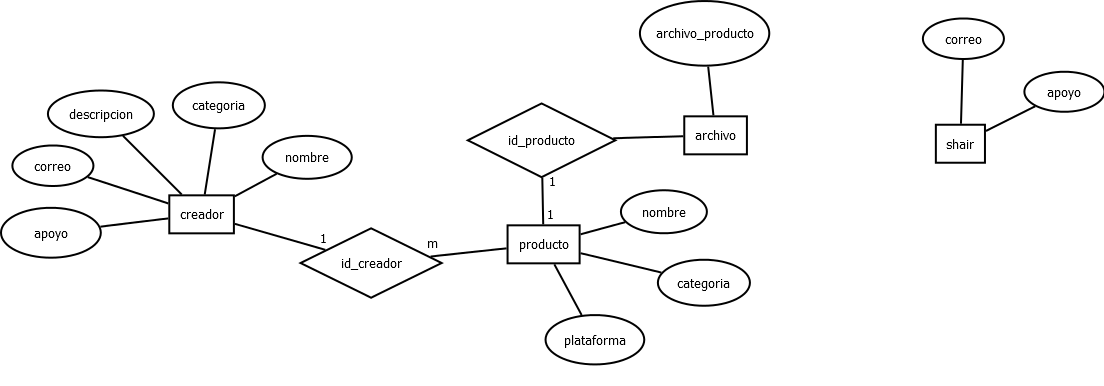 archivo_producto
correo
apoyo
categoria
descripcion
id_producto
archivo
shair
nombre
correo
1
nombre
creador
1
apoyo
1
m
producto
id_creador
categoria
plataforma